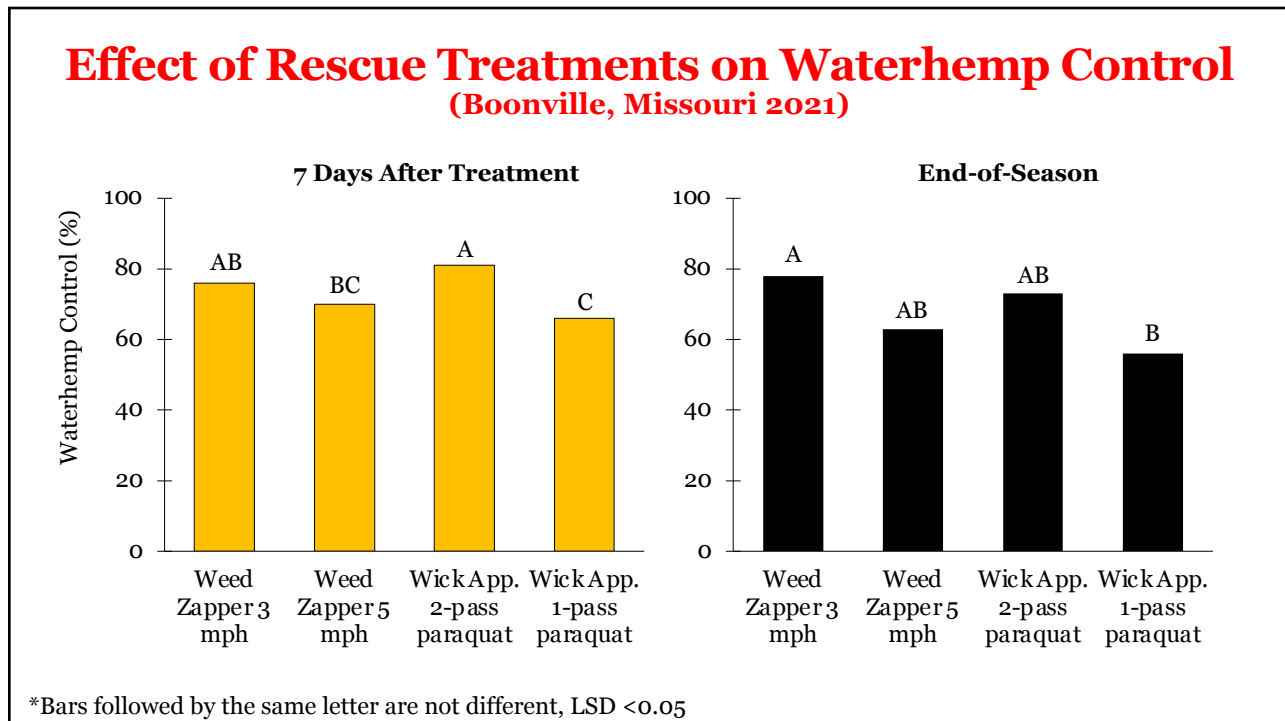 Effect of Rescue Treatments on Waterhemp Control
(Boonville, Missouri 2021)
7 Days After Treatment
Waterhemp Control (%)
100
80
60
40
20
0
AB
BC
A
C
Weed
Zapper 3
mph
Weed
Zapper 5
mph
Wick App.
2-pass
paraquat
Wick App.
1-pass
paraquat
End-of-Season
100
80
60
40
20
0
A
AB
AB
B
Weed
Zapper 3
mph
Weed
Zapper 5
mph
Wick App.
2-pass
paraquat
Wick App.
1-pass
paraquat
*Bars followed by the same letter are not different, LSD <0.05